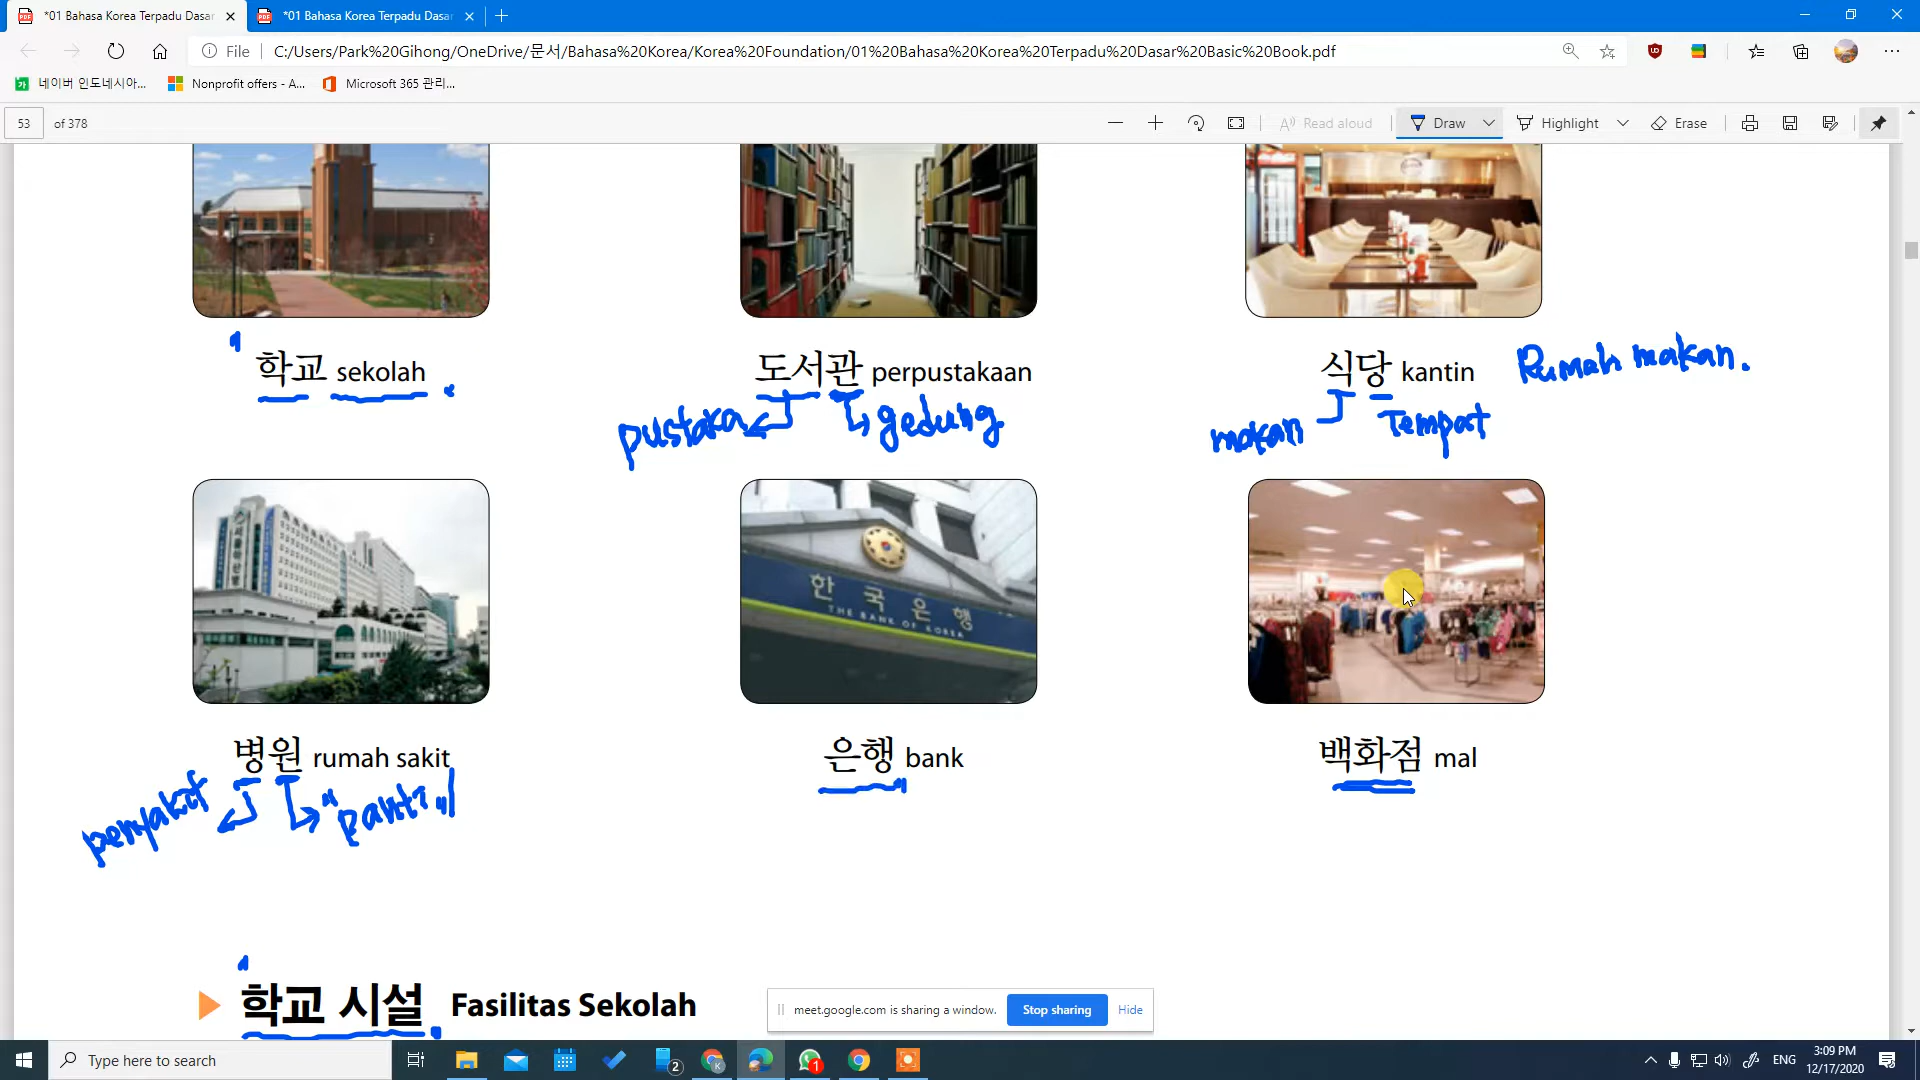 *01 Bahasa Korea Terpadu Dasar
*01 Bahasa Korea Terpadu Dasar
File C:/Users/Park%20Gihong/OneDrive/문서/Bahasa%20Korea/Korea%20Foundation/01%20Bahasa%20Korea%20Terpadu%20Dasar%20Basic%20Book.pdf
네이버 인도네시아어... Nonprofit offers - A... Microsoft 365 관리...
53 of 378 Read aloud Draw Highlight Erase
학교 sekolah
도서관 perpustakaan
식당 kantin
Rumah makan.
pustaka gedung
makan Tempat
한국은행
THE BANK OF KOREA
병원 rumah sakit
은행 bank
백화점 mal
penyakit "panti"
학교 시설 Fasilitas Sekolah
meet.google.com is sharing a window. Stop sharing Hide
Type here to search
2
K
1
ENG
3:09 PM
12/17/2020